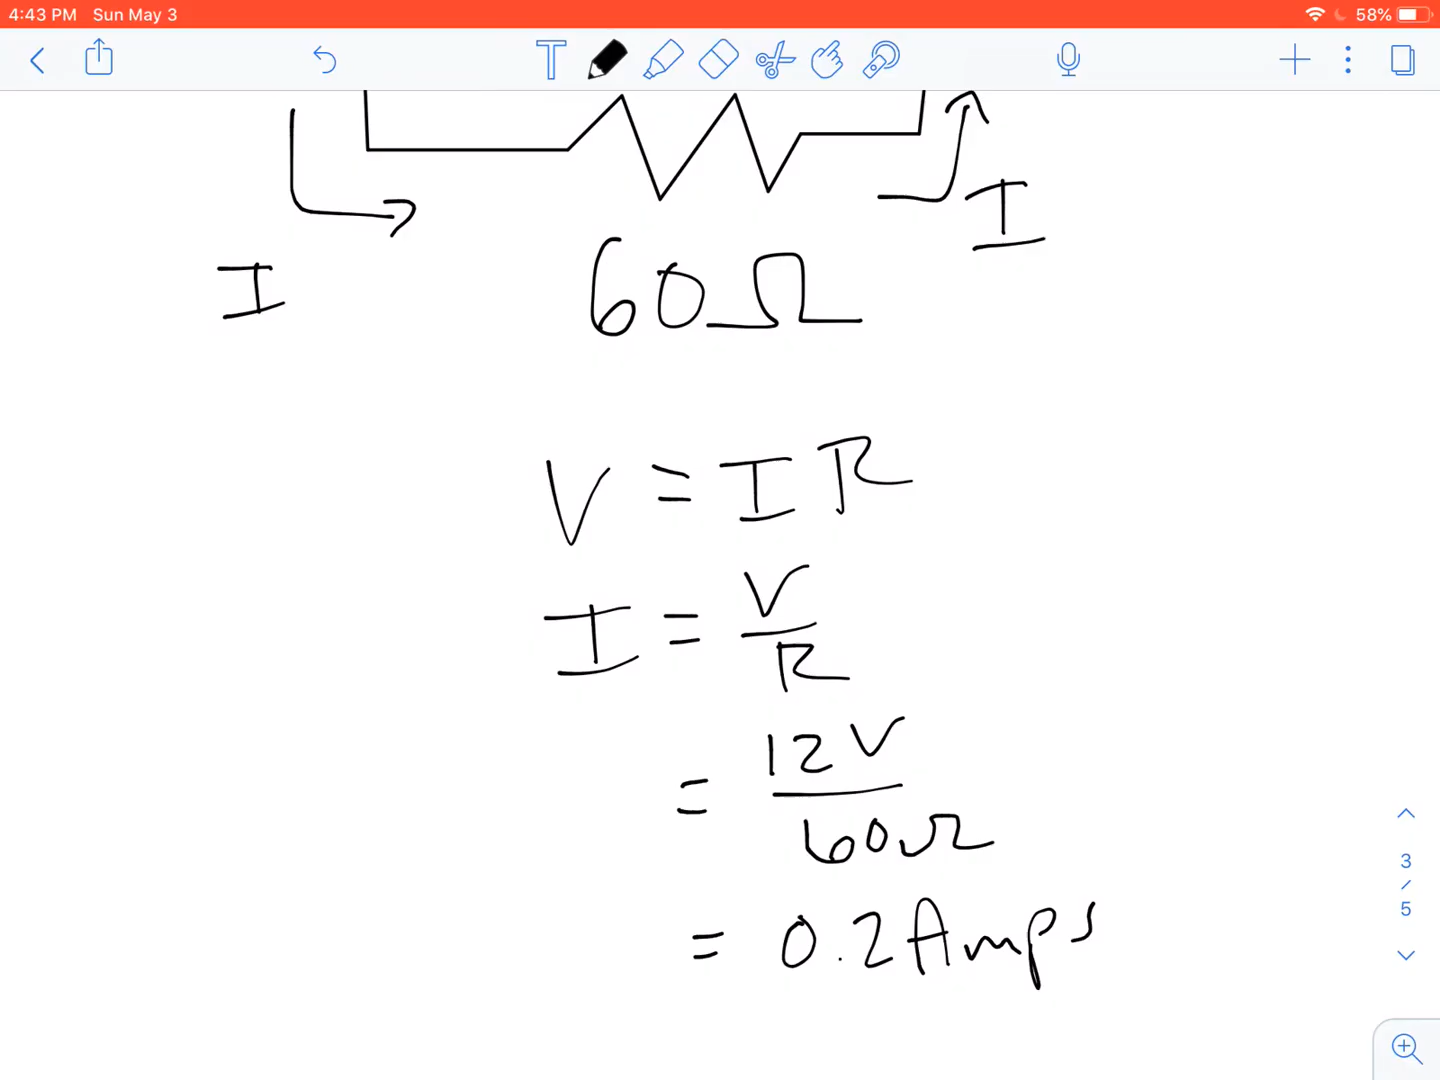 4:43 PM Sun May 3 58%
I
I
60Ω
V = IR
I = V/R
= 12V/60Ω
= 0.2 Amps
3
/
5